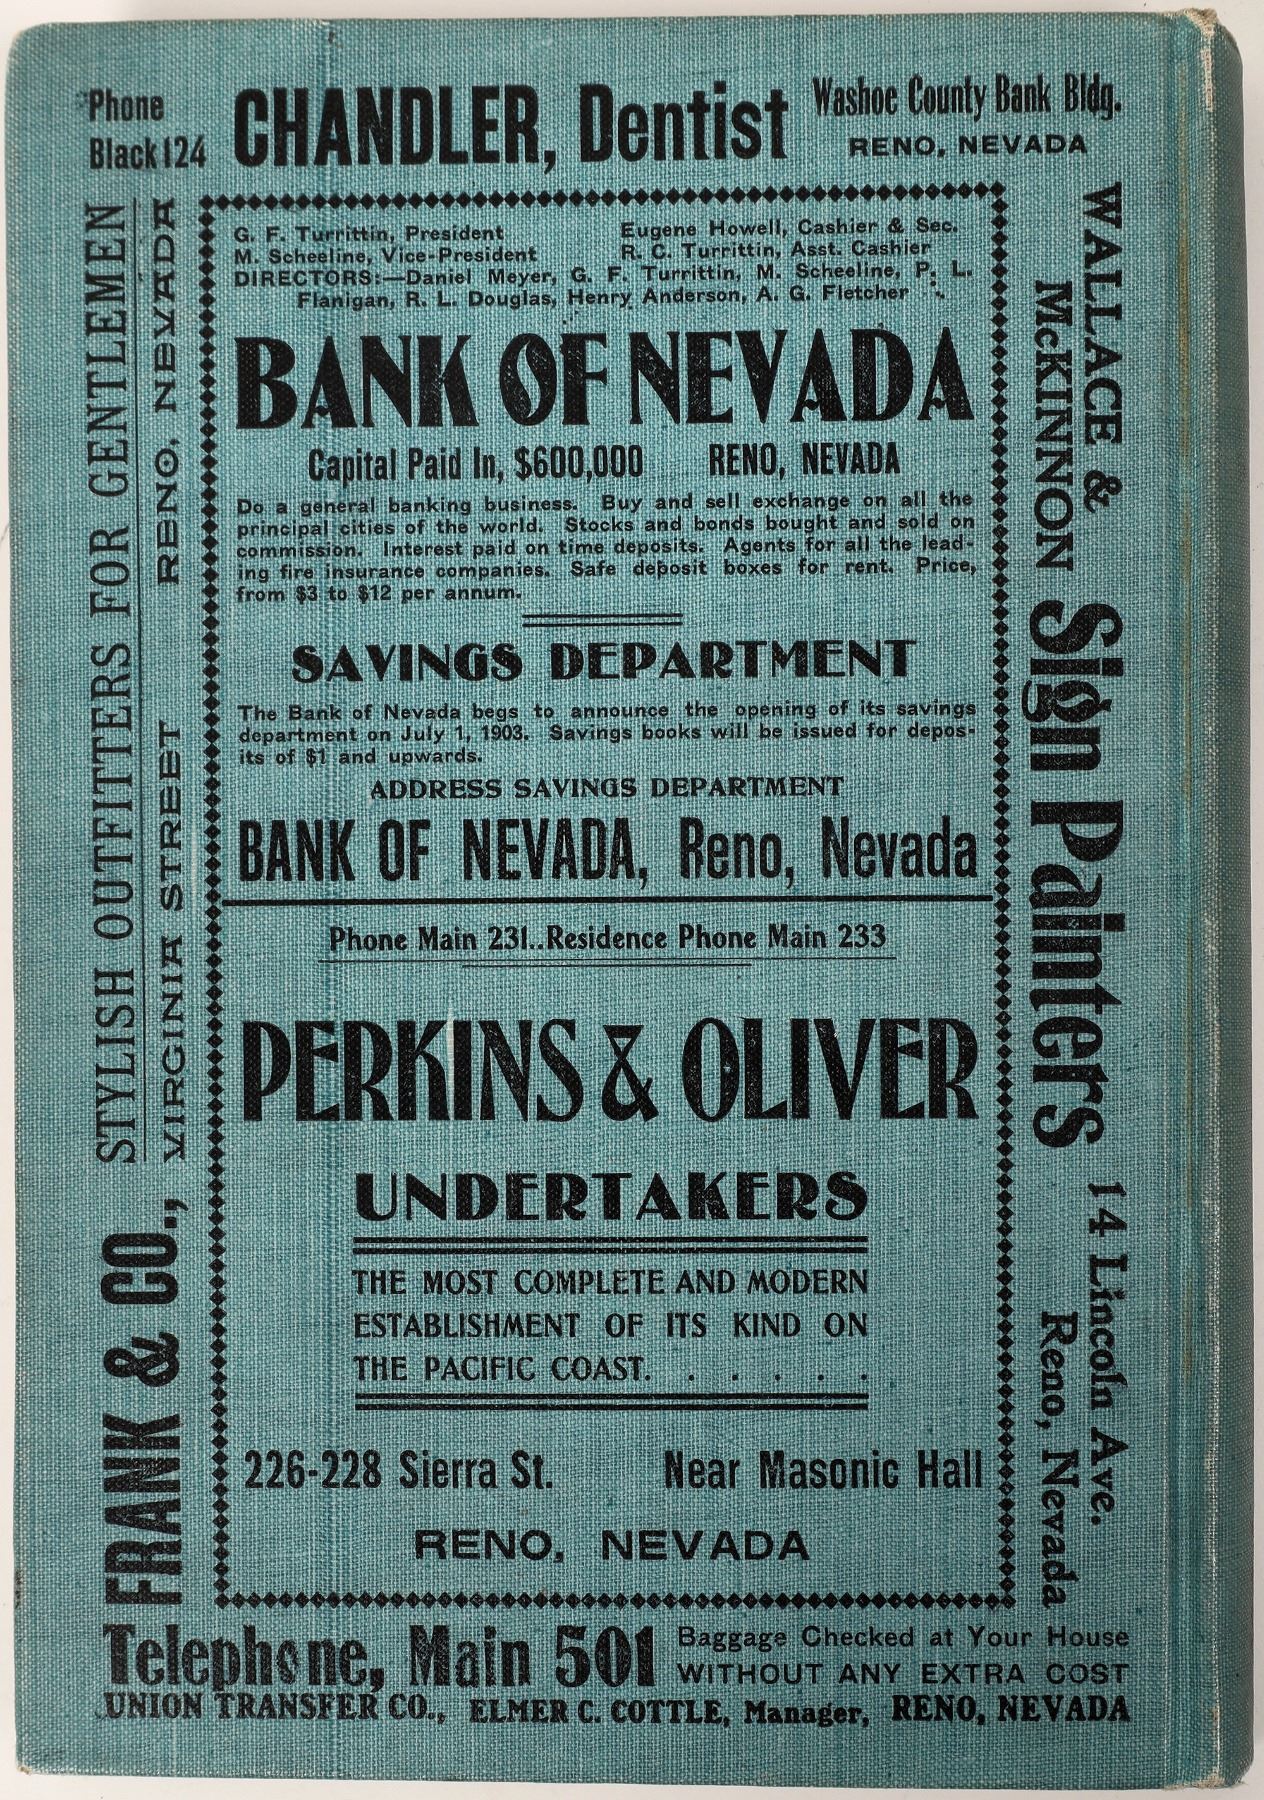 Phone
Black 124
CHANDLER, Dentist
Washoe County Bank Bldg.
RENO, NEVADA
G. F. Turrittin, President
Eugene Howell, Cashier & Sec.
M. Scheeline, Vice-President
R. C. Turrittin, Asst. Cashier
DIRECTORS:—Daniel Meyer, G. F. Turrittin, M. Scheeline, P. L.
Flanigan, R. L. Douglas, Henry Anderson, A. G. Fletcher
BANK OF NEVADA
Capital Paid In, $600,000 RENO, NEVADA
Do a general banking business. Buy and sell exchange on all the
principal cities of the world. Stocks and bonds bought and sold on
commission. Interest paid on time deposits. Agents for all the lead-
ing fire insurance companies. Safe deposit boxes for rent. Price,
from $3 to $12 per annum.
SAVINGS DEPARTMENT
The Bank of Nevada begs to announce the opening of its savings
department on July 1, 1903. Savings books will be issued for depos-
its of $1 and upwards.
ADDRESS SAVINGS DEPARTMENT
BANK OF NEVADA, Reno, Nevada
Phone Main 231..Residence Phone Main 233
PERKINS & OLIVER
UNDERTAKERS
THE MOST COMPLETE AND MODERN
ESTABLISHMENT OF ITS KIND ON
THE PACIFIC COAST. . . . . .
226-228 Sierra St. Near Masonic Hall
RENO, NEVADA
FRANK & CO.,
STYLISH OUTFITTERS FOR GENTLEMEN
VIRGINIA STREET RENO, NEVADA
WALLACE &
McKINNON
Sign Painters
14 Lincoln Ave.
Reno, Nevada
Telephone, Main 501
Baggage Checked at Your House
WITHOUT ANY EXTRA COST
UNION TRANSFER CO., ELMER C. COTTLE, Manager, RENO, NEVADA